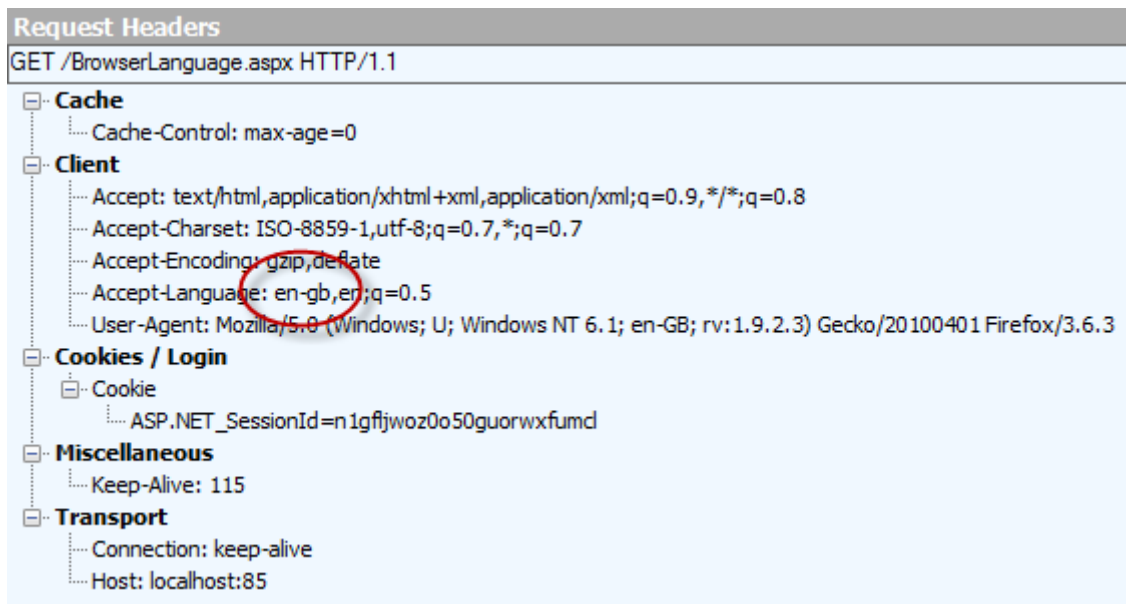 Request Headers
GET /BrowserLanguage.aspx HTTP/1.1
Cache
Cache-Control: max-age=0
Client
Accept: text/html,application/xhtml+xml,application/xml;q=0.9,*/*;q=0.8
Accept-Charset: ISO-8859-1,utf-8;q=0.7,*;q=0.7
Accept-Encoding: gzip,deflate
Accept-Language: en-gb,en;q=0.5
User-Agent: Mozilla/5.0 (Windows; U; Windows NT 6.1; en-GB; rv:1.9.2.3) Gecko/20100401 Firefox/3.6.3
Cookies / Login
Cookie
ASP.NET_SessionId=n1gfljwoz0o50guorwxfumcl
Miscellaneous
Keep-Alive: 115
Transport
Connection: keep-alive
Host: localhost:85